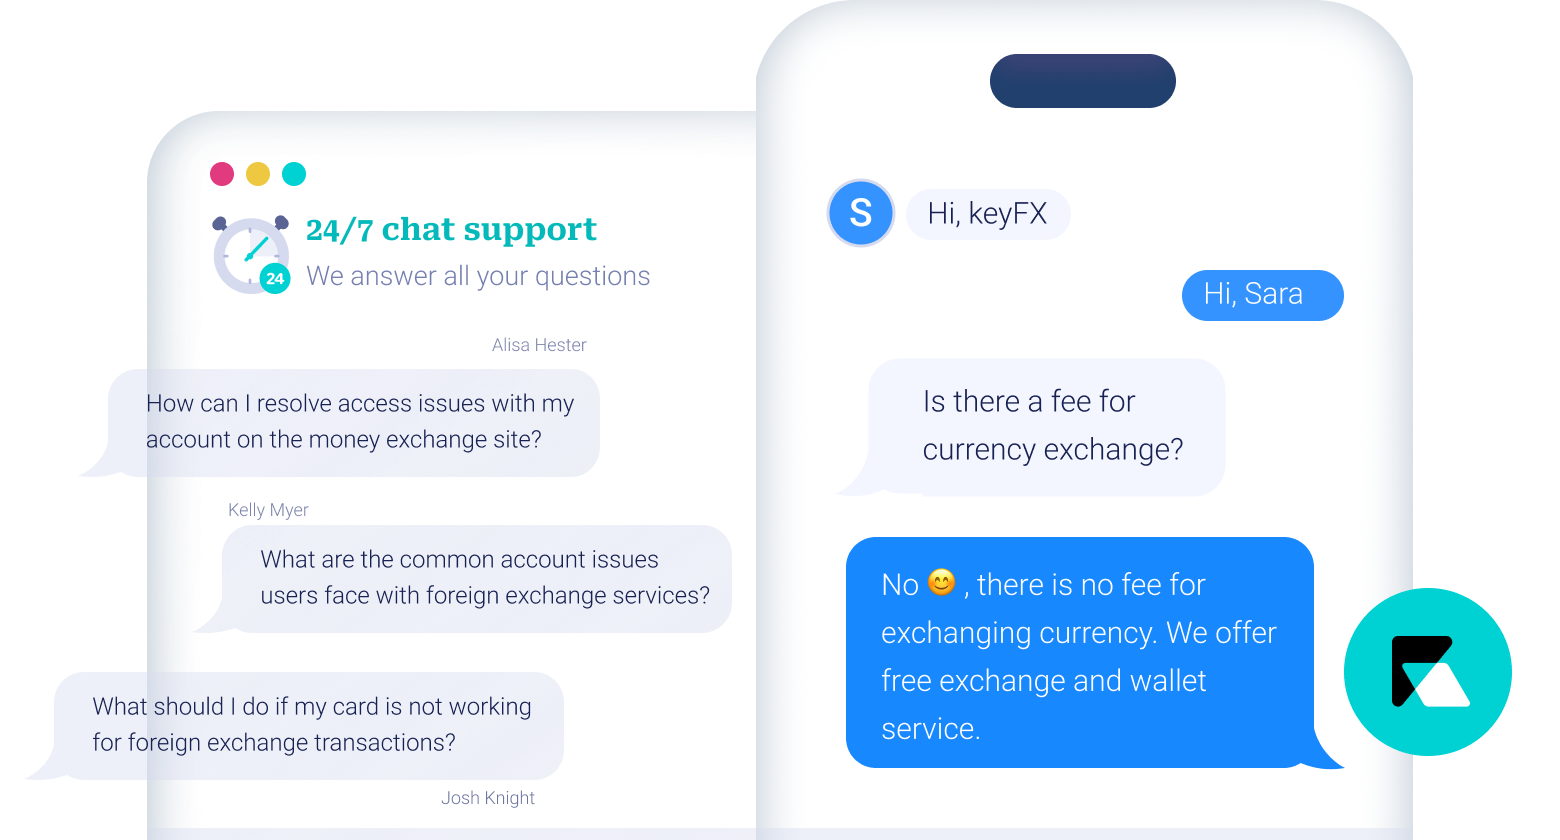 24/7 chat support
24
We answer all your questions
Alisa Hester
How can I resolve access issues with my
account on the money exchange site?
Kelly Myer
What are the common account issues
users face with foreign exchange services?
What should I do if my card is not working
for foreign exchange transactions?
Josh Knight
S
Hi, keyFX
Hi, Sara
Is there a fee for
currency exchange?
No 😊 , there is no fee for
exchanging currency. We offer
free exchange and wallet
service.